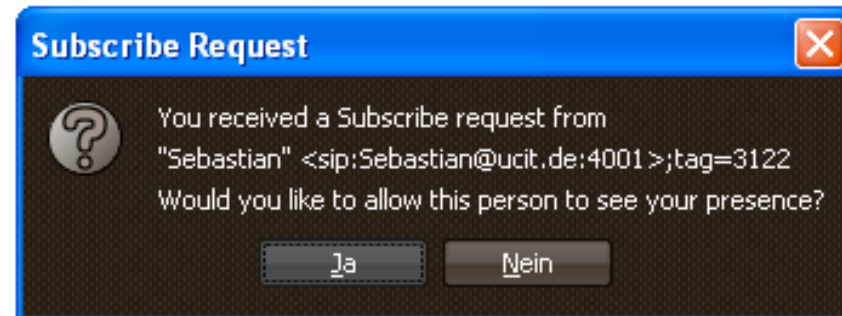 Subscribe Request
You received a Subscribe request from
"Sebastian" <sip:Sebastian@ucit.de:4001>;tag=3122
Would you like to allow this person to see your presence?
Ja
Nein